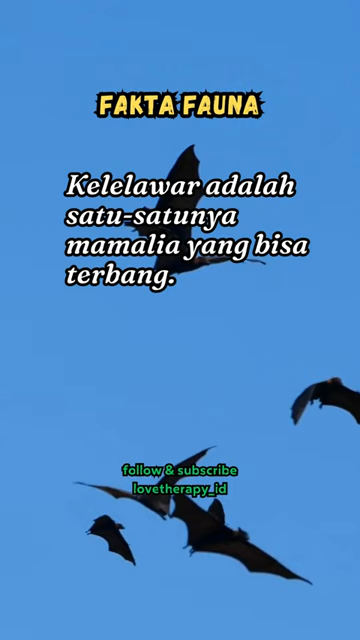 FAKTA FAUNA
Kelelawar adalah
satu-satunya
mamalia yang bisa
terbang.
follow & subscribe
lovetherapy_id